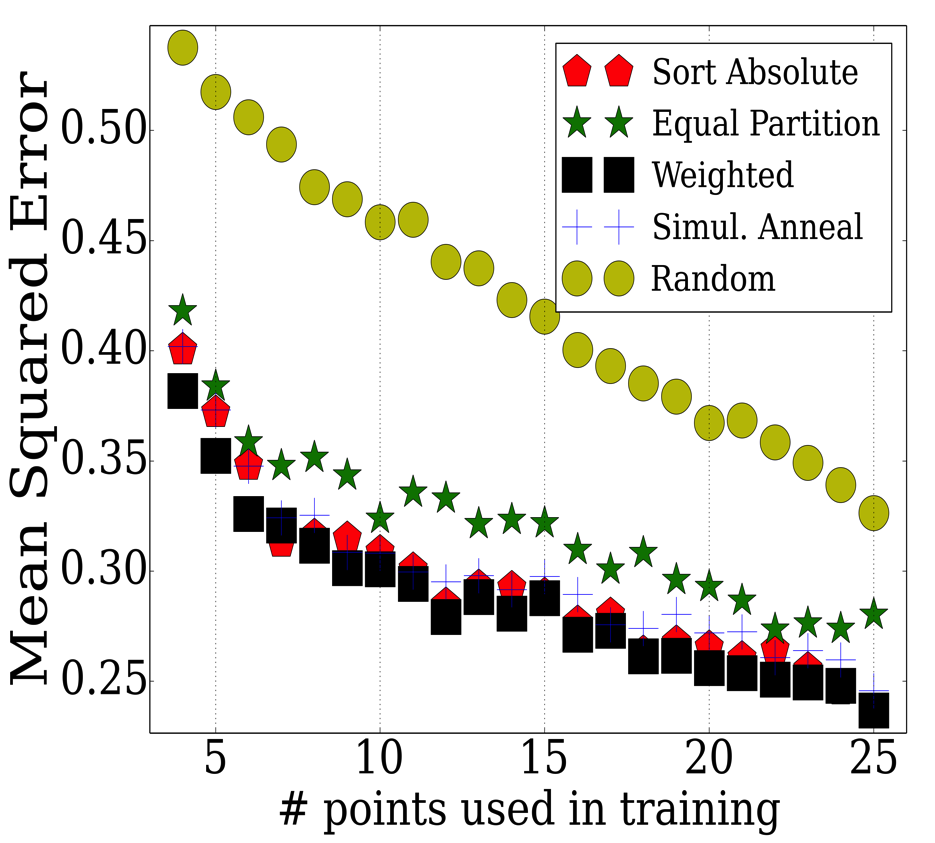 Mean Squared Error
0.50
0.45
0.40
0.35
0.30
0.25
5 10 15 20 25
# points used in training
Sort Absolute
Equal Partition
Weighted
Simul. Anneal
Random